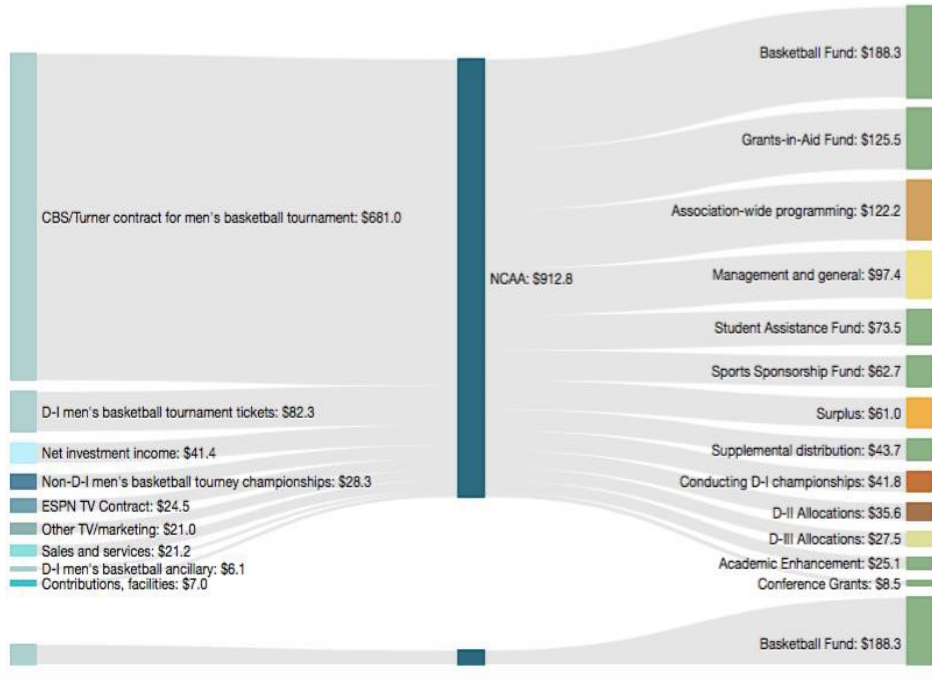 CBS/Turner contract for men's basketball tournament: $681.0
D-I men's basketball tournament tickets: $82.3
Net investment income: $41.4
Non-D-I men's basketball tourney championships: $28.3
ESPN TV Contract: $24.5
Other TV/marketing: $21.0
Sales and services: $21.2
D-I men's basketball ancillary: $6.1
Contributions, facilities: $7.0
NCAA: $912.8
Basketball Fund: $188.3
Grants-in-Aid Fund: $125.5
Association-wide programming: $122.2
Management and general: $97.4
Student Assistance Fund: $73.5
Sports Sponsorship Fund: $62.7
Surplus: $61.0
Supplemental distribution: $43.7
Conducting D-I championships: $41.8
D-II Allocations: $35.6
D-III Allocations: $27.5
Academic Enhancement: $25.1
Conference Grants: $8.5
Basketball Fund: $188.3